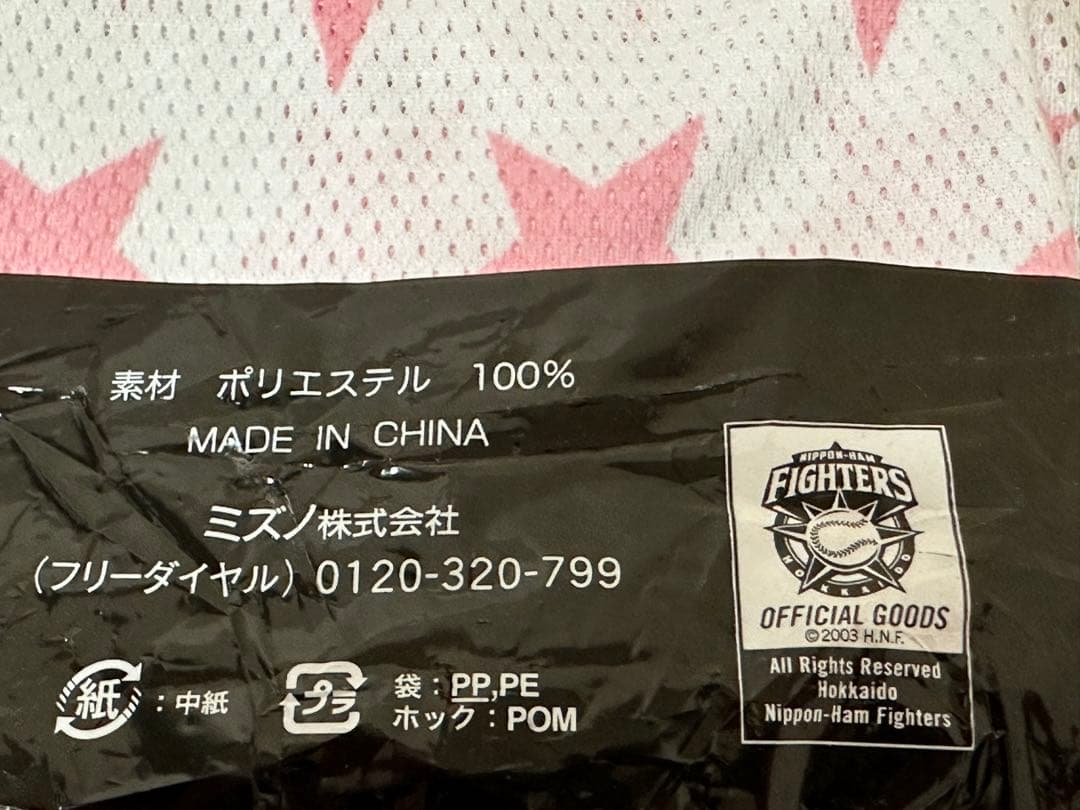 素材 ポリエステル 100%
MADE IN CHINA
ミズノ株式会社
(フリーダイヤル) 0120-320-799
紙 : 中紙
プラ 袋 : PP,PE
ホック : POM
NIPPON-HAM
FIGHTERS
HOKKAIDO
OFFICIAL GOODS
©2003 H.N.F.
All Rights Reserved
Hokkaido
Nippon-Ham Fighters